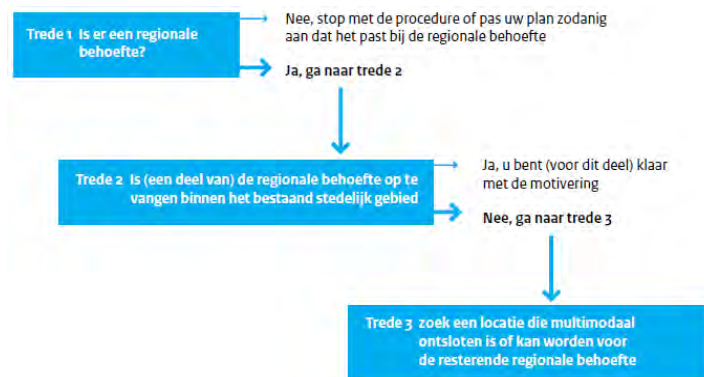 Trede 1 Is er een regionale
behoefte?
Nee, stop met de procedure of pas uw plan zodanig
aan dat het past bij de regionale behoefte
Ja, ga naar trede 2
Trede 2 Is (een deel van) de regionale behoefte op te
vangen binnen het bestaand stedelijk gebied
Ja, u bent (voor dit deel) klaar
met de motivering
Nee, ga naar trede 3
Trede 3 zoek een locatie die multimodaal
ontsloten is of kan worden voor
de resterende regionale behoefte